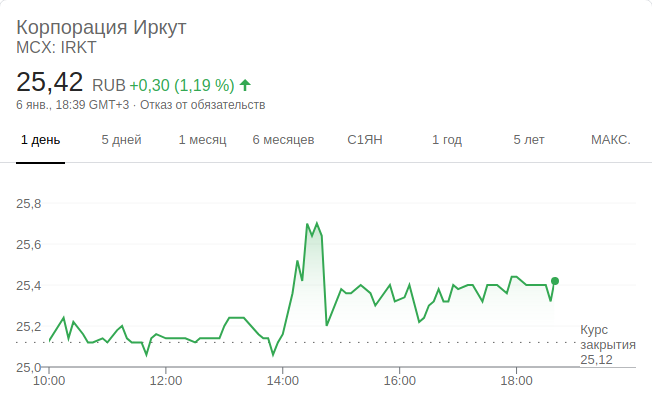 Корпорация Иркут
MCX: IRKT
25,42 RUB +0,30 (1,19 %)
6 янв., 18:39 GMT+3 · Отказ от обязательств
1 день 5 дней 1 месяц 6 месяцев С1ЯН 1 год 5 лет МАКС.
25,8
25,6
25,4
25,2
Курс
закрытия
25,12
25,0
10:00 12:00 14:00 16:00 18:00